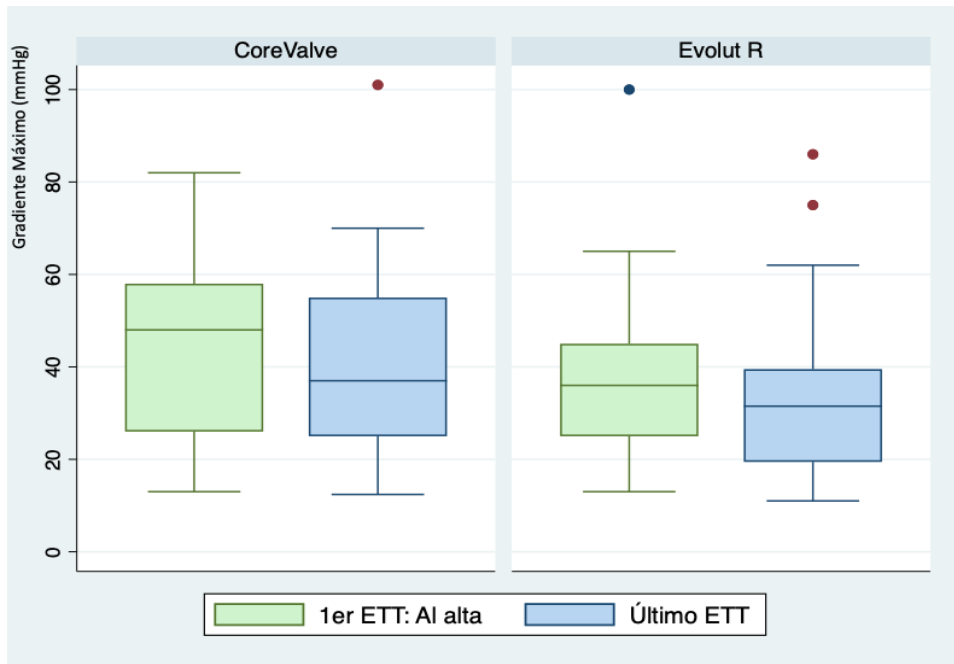 CoreValve
Evolut R
Gradiente Máximo (mmHg)
100
80
60
40
20
0
1er ETT: Al alta
Último ETT